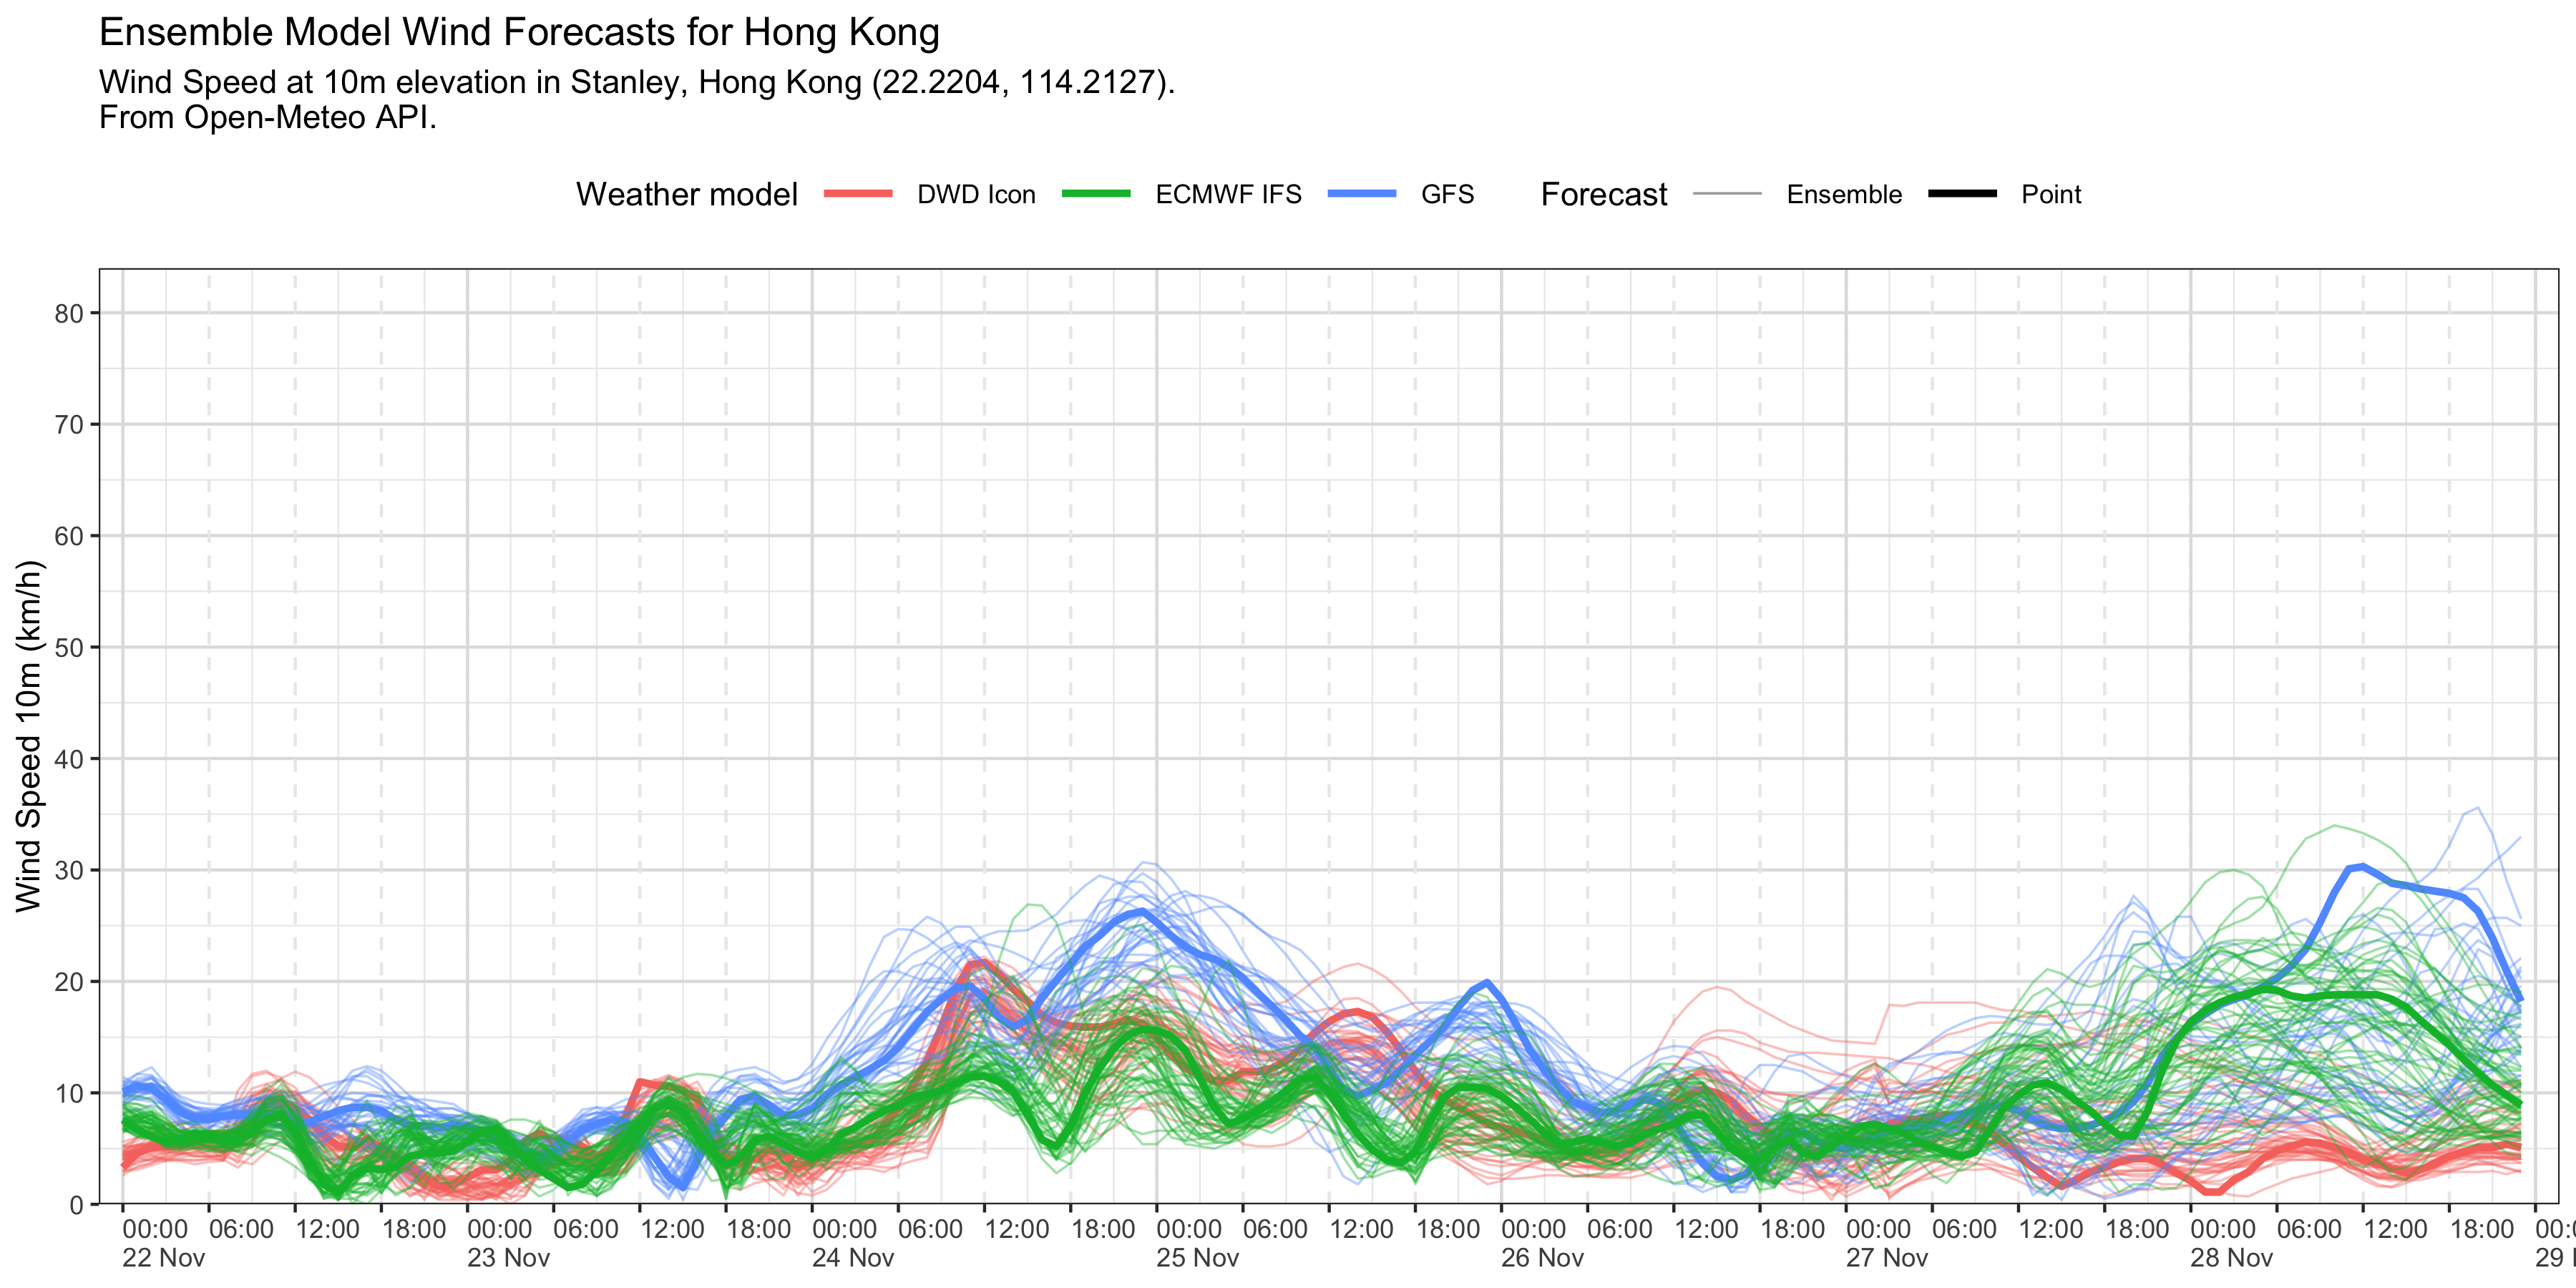 Ensemble Model Wind Forecasts for Hong Kong
Wind Speed at 10m elevation in Stanley, Hong Kong (22.2204, 114.2127).
From Open-Meteo API.
Weather model DWD Icon ECMWF IFS GFS Forecast Ensemble Point
Wind Speed 10m (km/h)
80
70
60
50
40
30
20
10
0
00:00 06:00 12:00 18:00 00:00 06:00 12:00 18:00 00:00 06:00 12:00 18:00 00:00 06:00 12:00 18:00 00:00 06:00 12:00 18:00 00:00 06:00 12:00 18:00 00:00 06:00 12:00 18:00 00:0
22 Nov 23 Nov 24 Nov 25 Nov 26 Nov 27 Nov 28 Nov 29